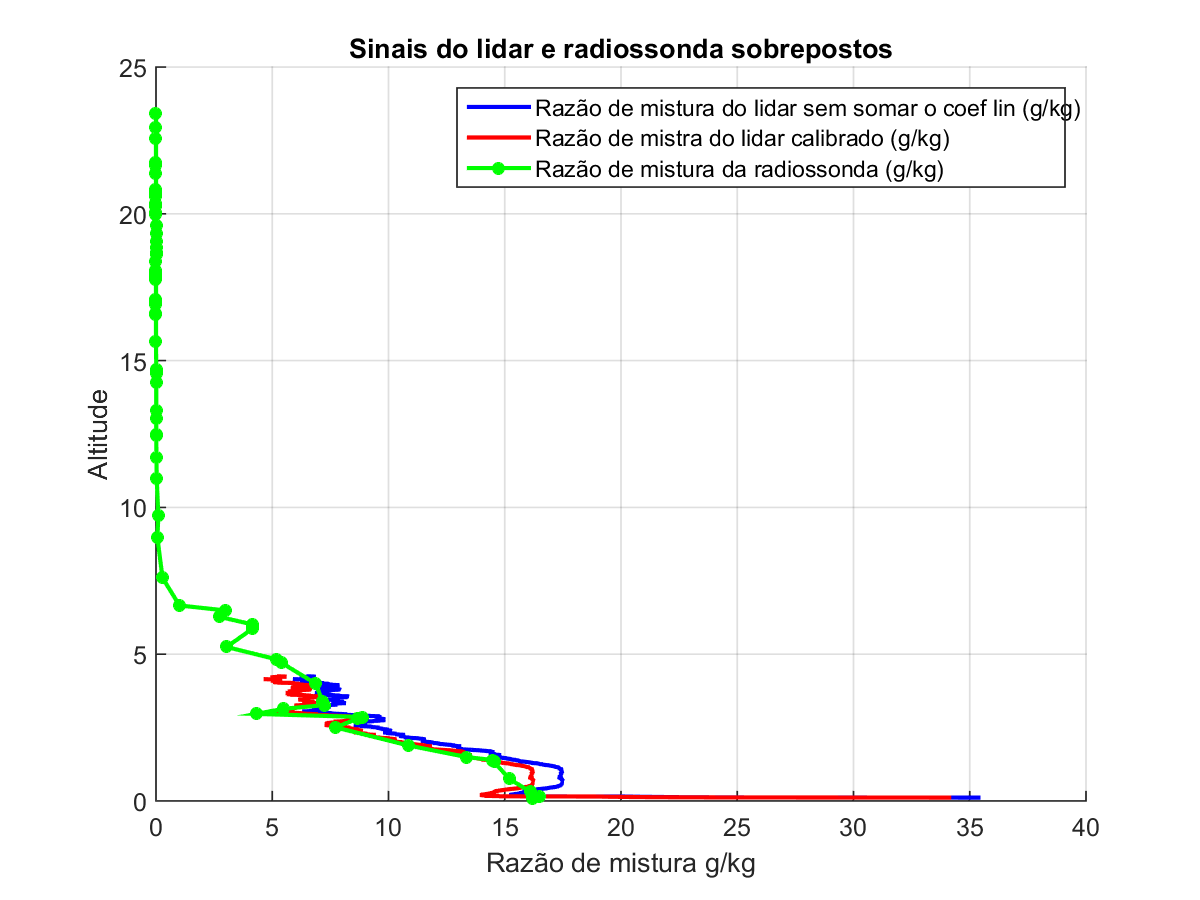 Sinais do lidar e radiossonda sobrepostos
Razão de mistura do lidar sem somar o coef lin (g/kg)
Razão de mistra do lidar calibrado (g/kg)
Razão de mistura da radiossonda (g/kg)
25
20
15
10
5
0
Altitude
0 5 10 15 20 25 30 35 40
Razão de mistura g/kg